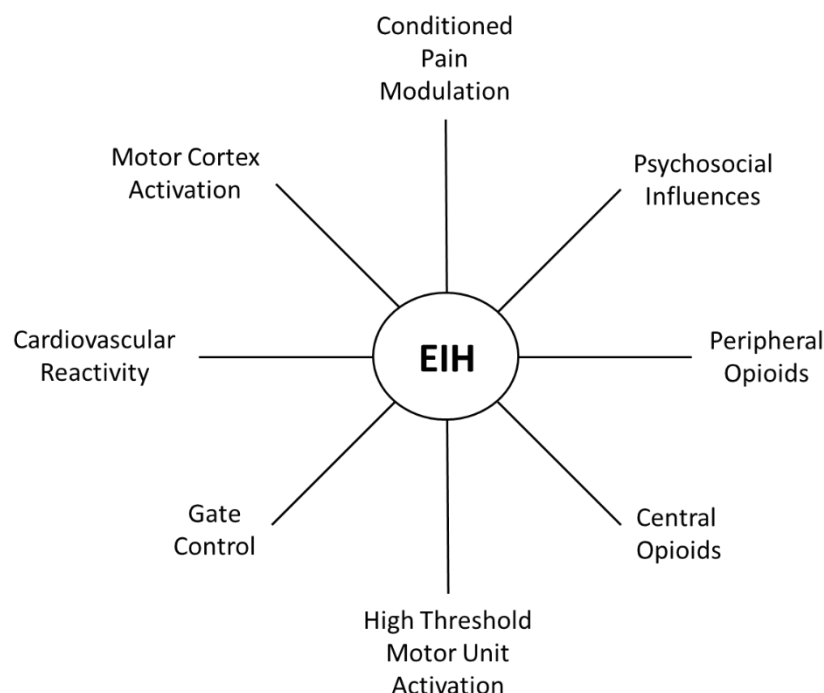 Conditioned
Pain
Modulation
Motor Cortex
Activation
Psychosocial
Influences
Cardiovascular
Reactivity
EIH
Peripheral
Opioids
Gate
Control
Central
Opioids
High Threshold
Motor Unit
Activation